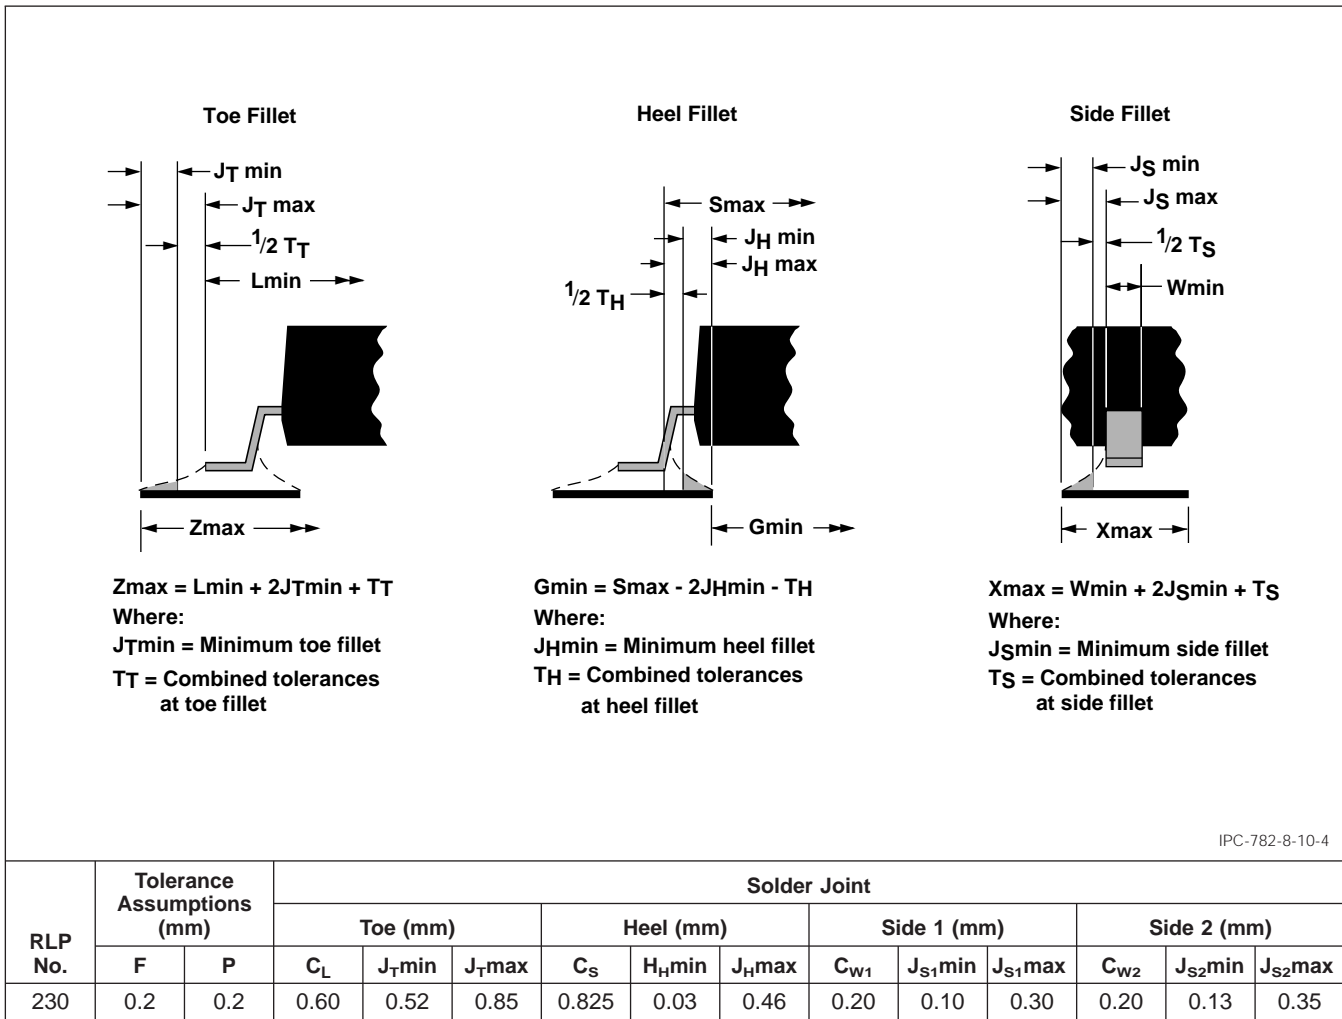 Toe Fillet
Heel Fillet
Side Fillet
JT min
JT max
1/2 TT
Lmin
Zmax
Smax
JH min
JH max
1/2 TH
Gmin
JS min
JS max
1/2 TS
Wmin
Xmax
Zmax = Lmin + 2JTmin + TT
Where:
JTmin = Minimum toe fillet
TT = Combined tolerances
at toe fillet
Gmin = Smax - 2JHmin - TH
Where:
JHmin = Minimum heel fillet
TH = Combined tolerances
at heel fillet
Xmax = Wmin + 2JSmin + TS
Where:
JSmin = Minimum side fillet
TS = Combined tolerances
at side fillet
IPC-782-8-10-4
RLP No. Tolerance Assumptions (mm) Solder Joint
Toe (mm) Heel (mm) Side 1 (mm) Side 2 (mm)
F P CL JTmin JTmax CS HHmin JHmax CW1 JS1min JS1max CW2 JS2min JS2max
230 0.2 0.2 0.60 0.52 0.85 0.825 0.03 0.46 0.20 0.10 0.30 0.20 0.13 0.35